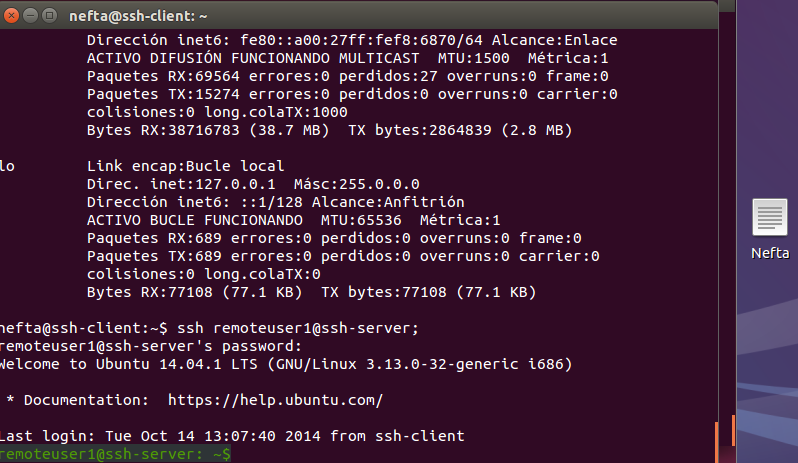 nefta@ssh-client: ~
Dirección inet6: fe80::a00:27ff:fef8:6870/64 Alcance:Enlace
ACTIVO DIFUSIÓN FUNCIONANDO MULTICAST  MTU:1500  Métrica:1
Paquetes RX:69564 errores:0 perdidos:27 overruns:0 frame:0
Paquetes TX:15274 errores:0 perdidos:0 overruns:0 carrier:0
colisiones:0 long.colaTX:1000
Bytes RX:38716783 (38.7 MB)  TX bytes:2864839 (2.8 MB)
lo        Link encap:Bucle local
Direc. inet:127.0.0.1  Másc:255.0.0.0
Dirección inet6: ::1/128 Alcance:Anfitrión
ACTIVO BUCLE FUNCIONANDO  MTU:65536  Métrica:1
Paquetes RX:689 errores:0 perdidos:0 overruns:0 frame:0
Paquetes TX:689 errores:0 perdidos:0 overruns:0 carrier:0
colisiones:0 long.colaTX:0
Bytes RX:77108 (77.1 KB)  TX bytes:77108 (77.1 KB)
nefta@ssh-client:~$ ssh remoteuser1@ssh-server;
remoteuser1@ssh-server's password:
Welcome to Ubuntu 14.04.1 LTS (GNU/Linux 3.13.0-32-generic i686)
* Documentation:  https://help.ubuntu.com/
Last login: Tue Oct 14 13:07:40 2014 from ssh-client
remoteuser1@ssh-server: ~$
Nefta